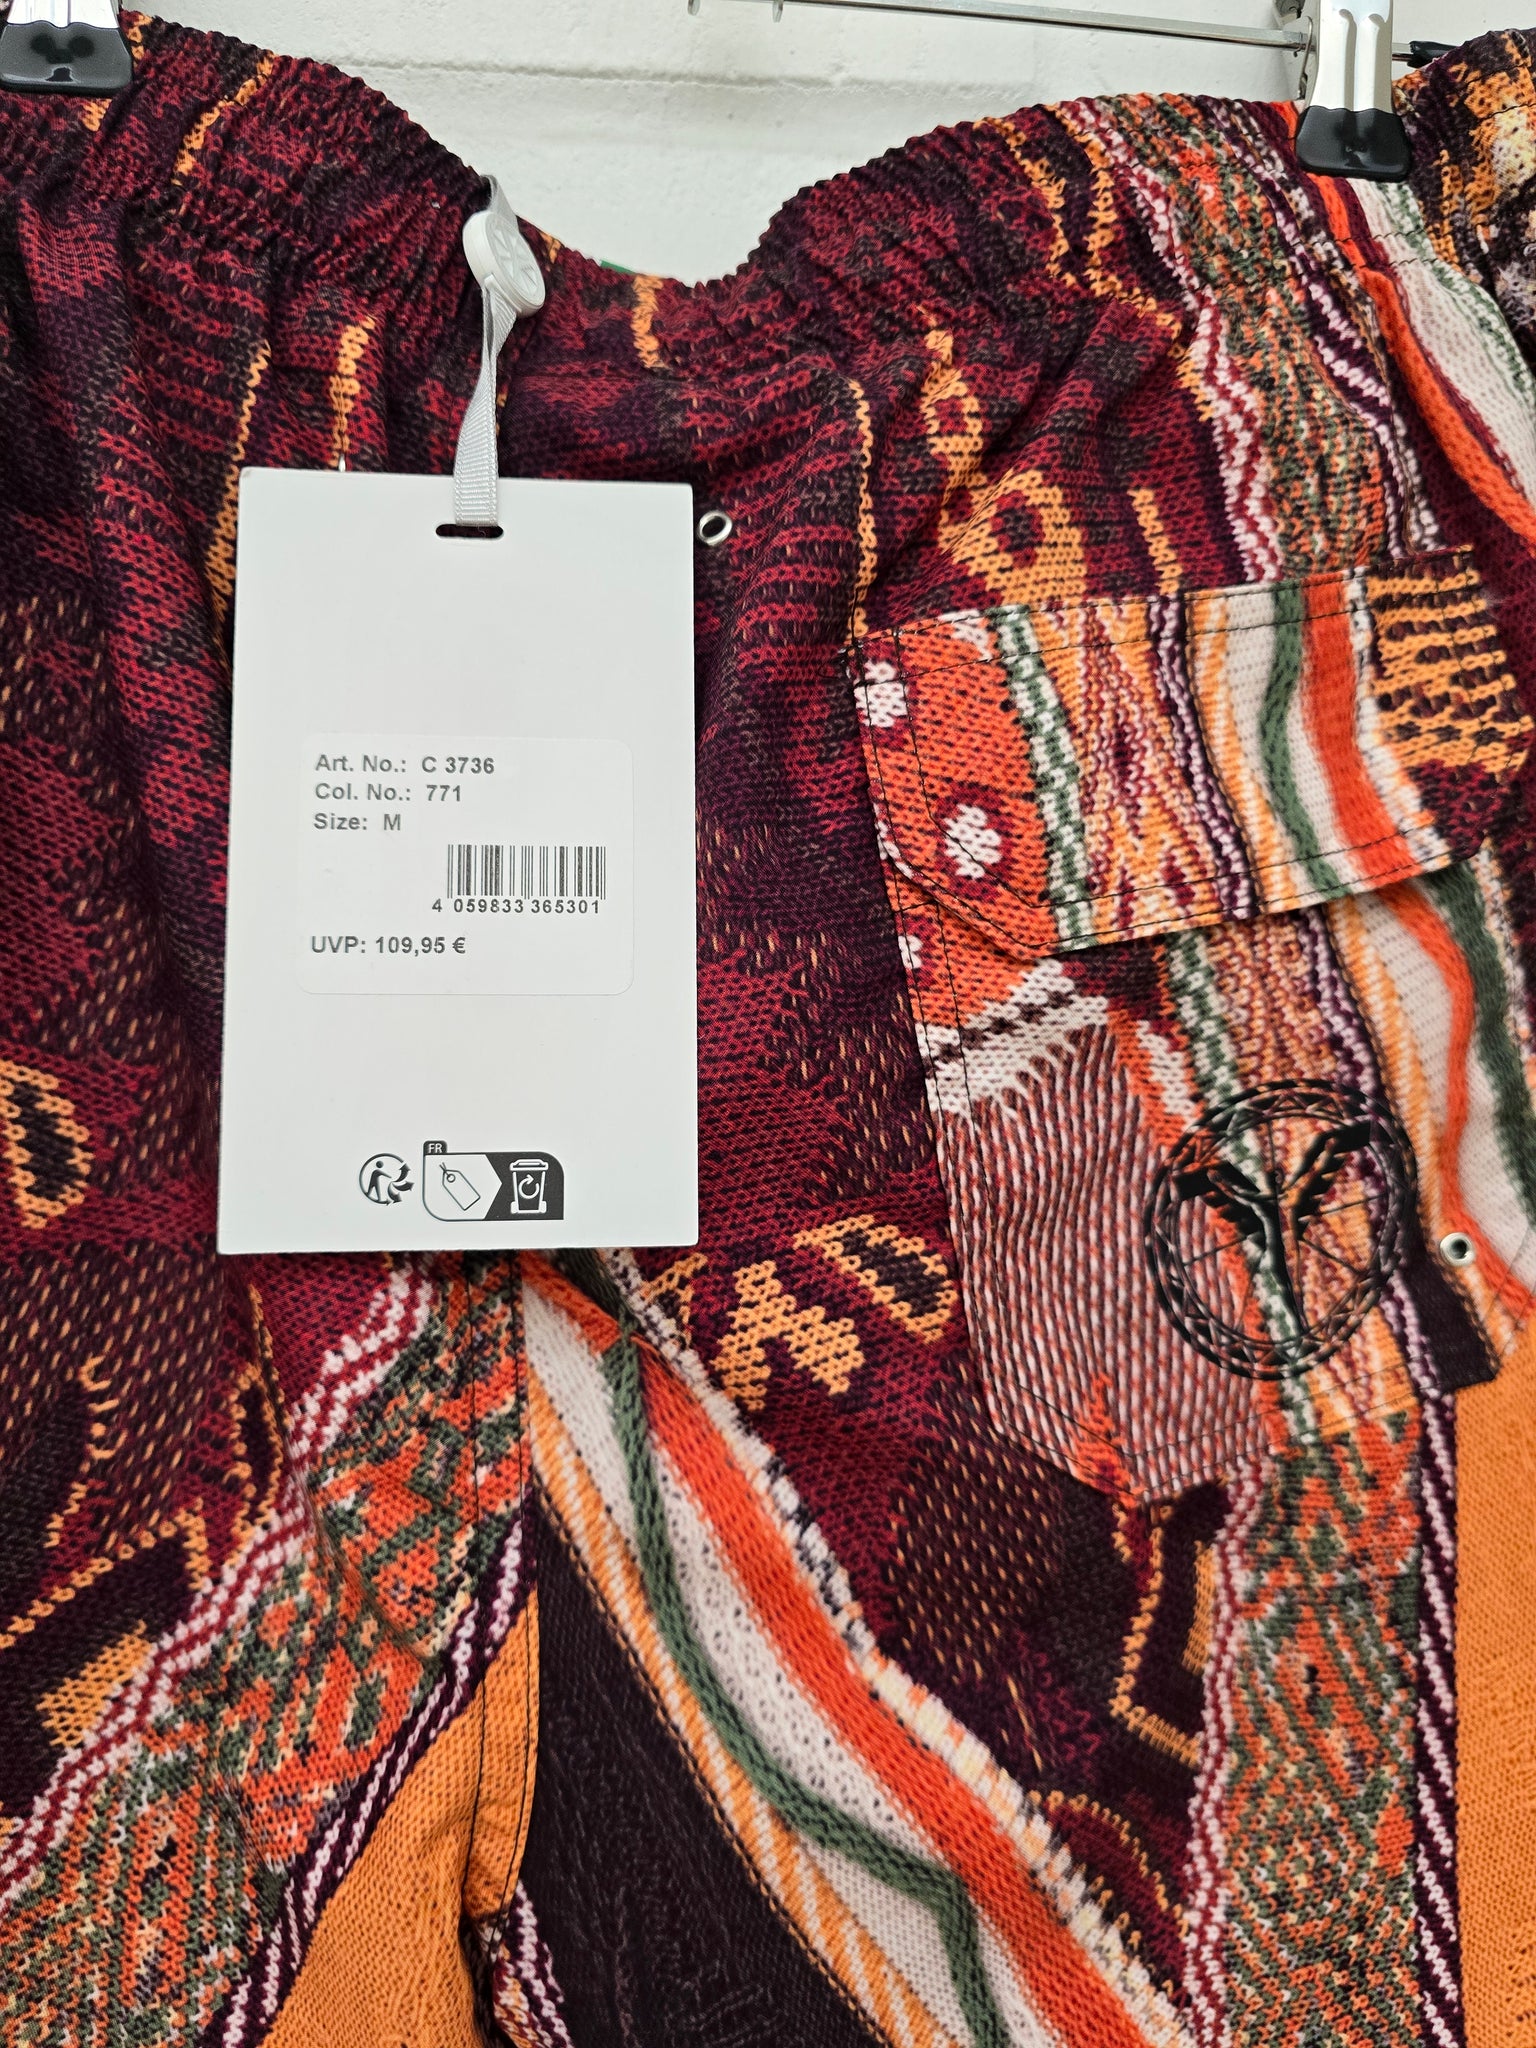 Art. No.: C 3736
Col. No.: 771
Size: M
4 059833 365301
UVP: 109,95 €
FR